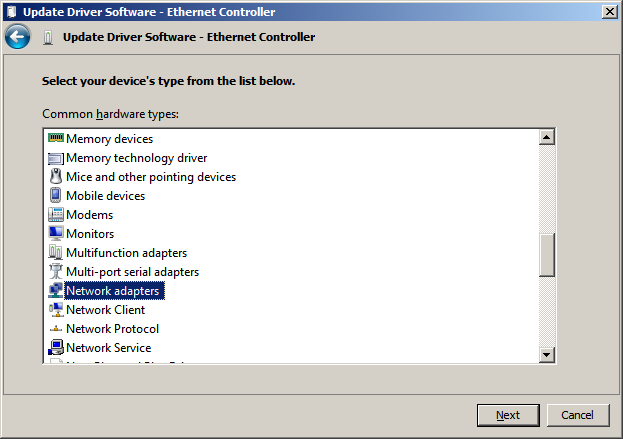 Update Driver Software - Ethernet Controller
Update Driver Software - Ethernet Controller
Select your device's type from the list below.
Common hardware types:
Memory devices
Memory technology driver
Mice and other pointing devices
Mobile devices
Modems
Monitors
Multifunction adapters
Multi-port serial adapters
Network adapters
Network Client
Network Protocol
Network Service
Next
Cancel